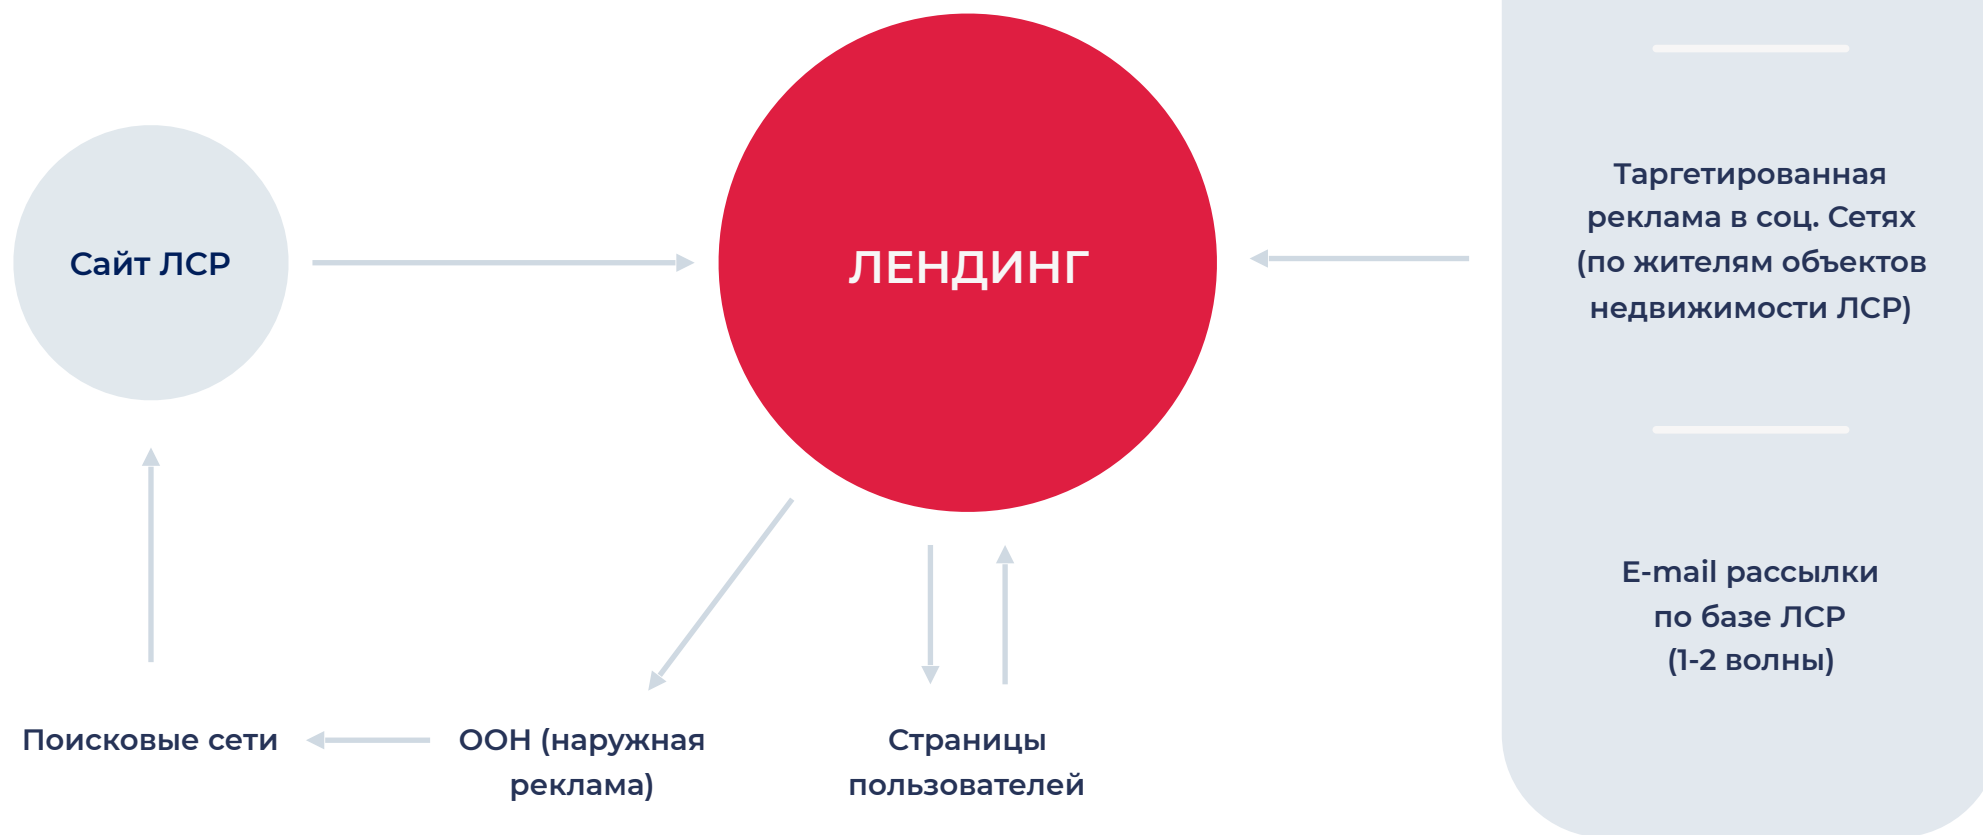 Сайт ЛСР
ЛЕНДИНГ
Таргетированная
реклама в соц. Сетях
(по жителям объектов
недвижимости ЛСР)
E-mail рассылки
по базе ЛСР
(1-2 волны)
Поисковые сети
ООН (наружная
реклама)
Страницы
пользователей